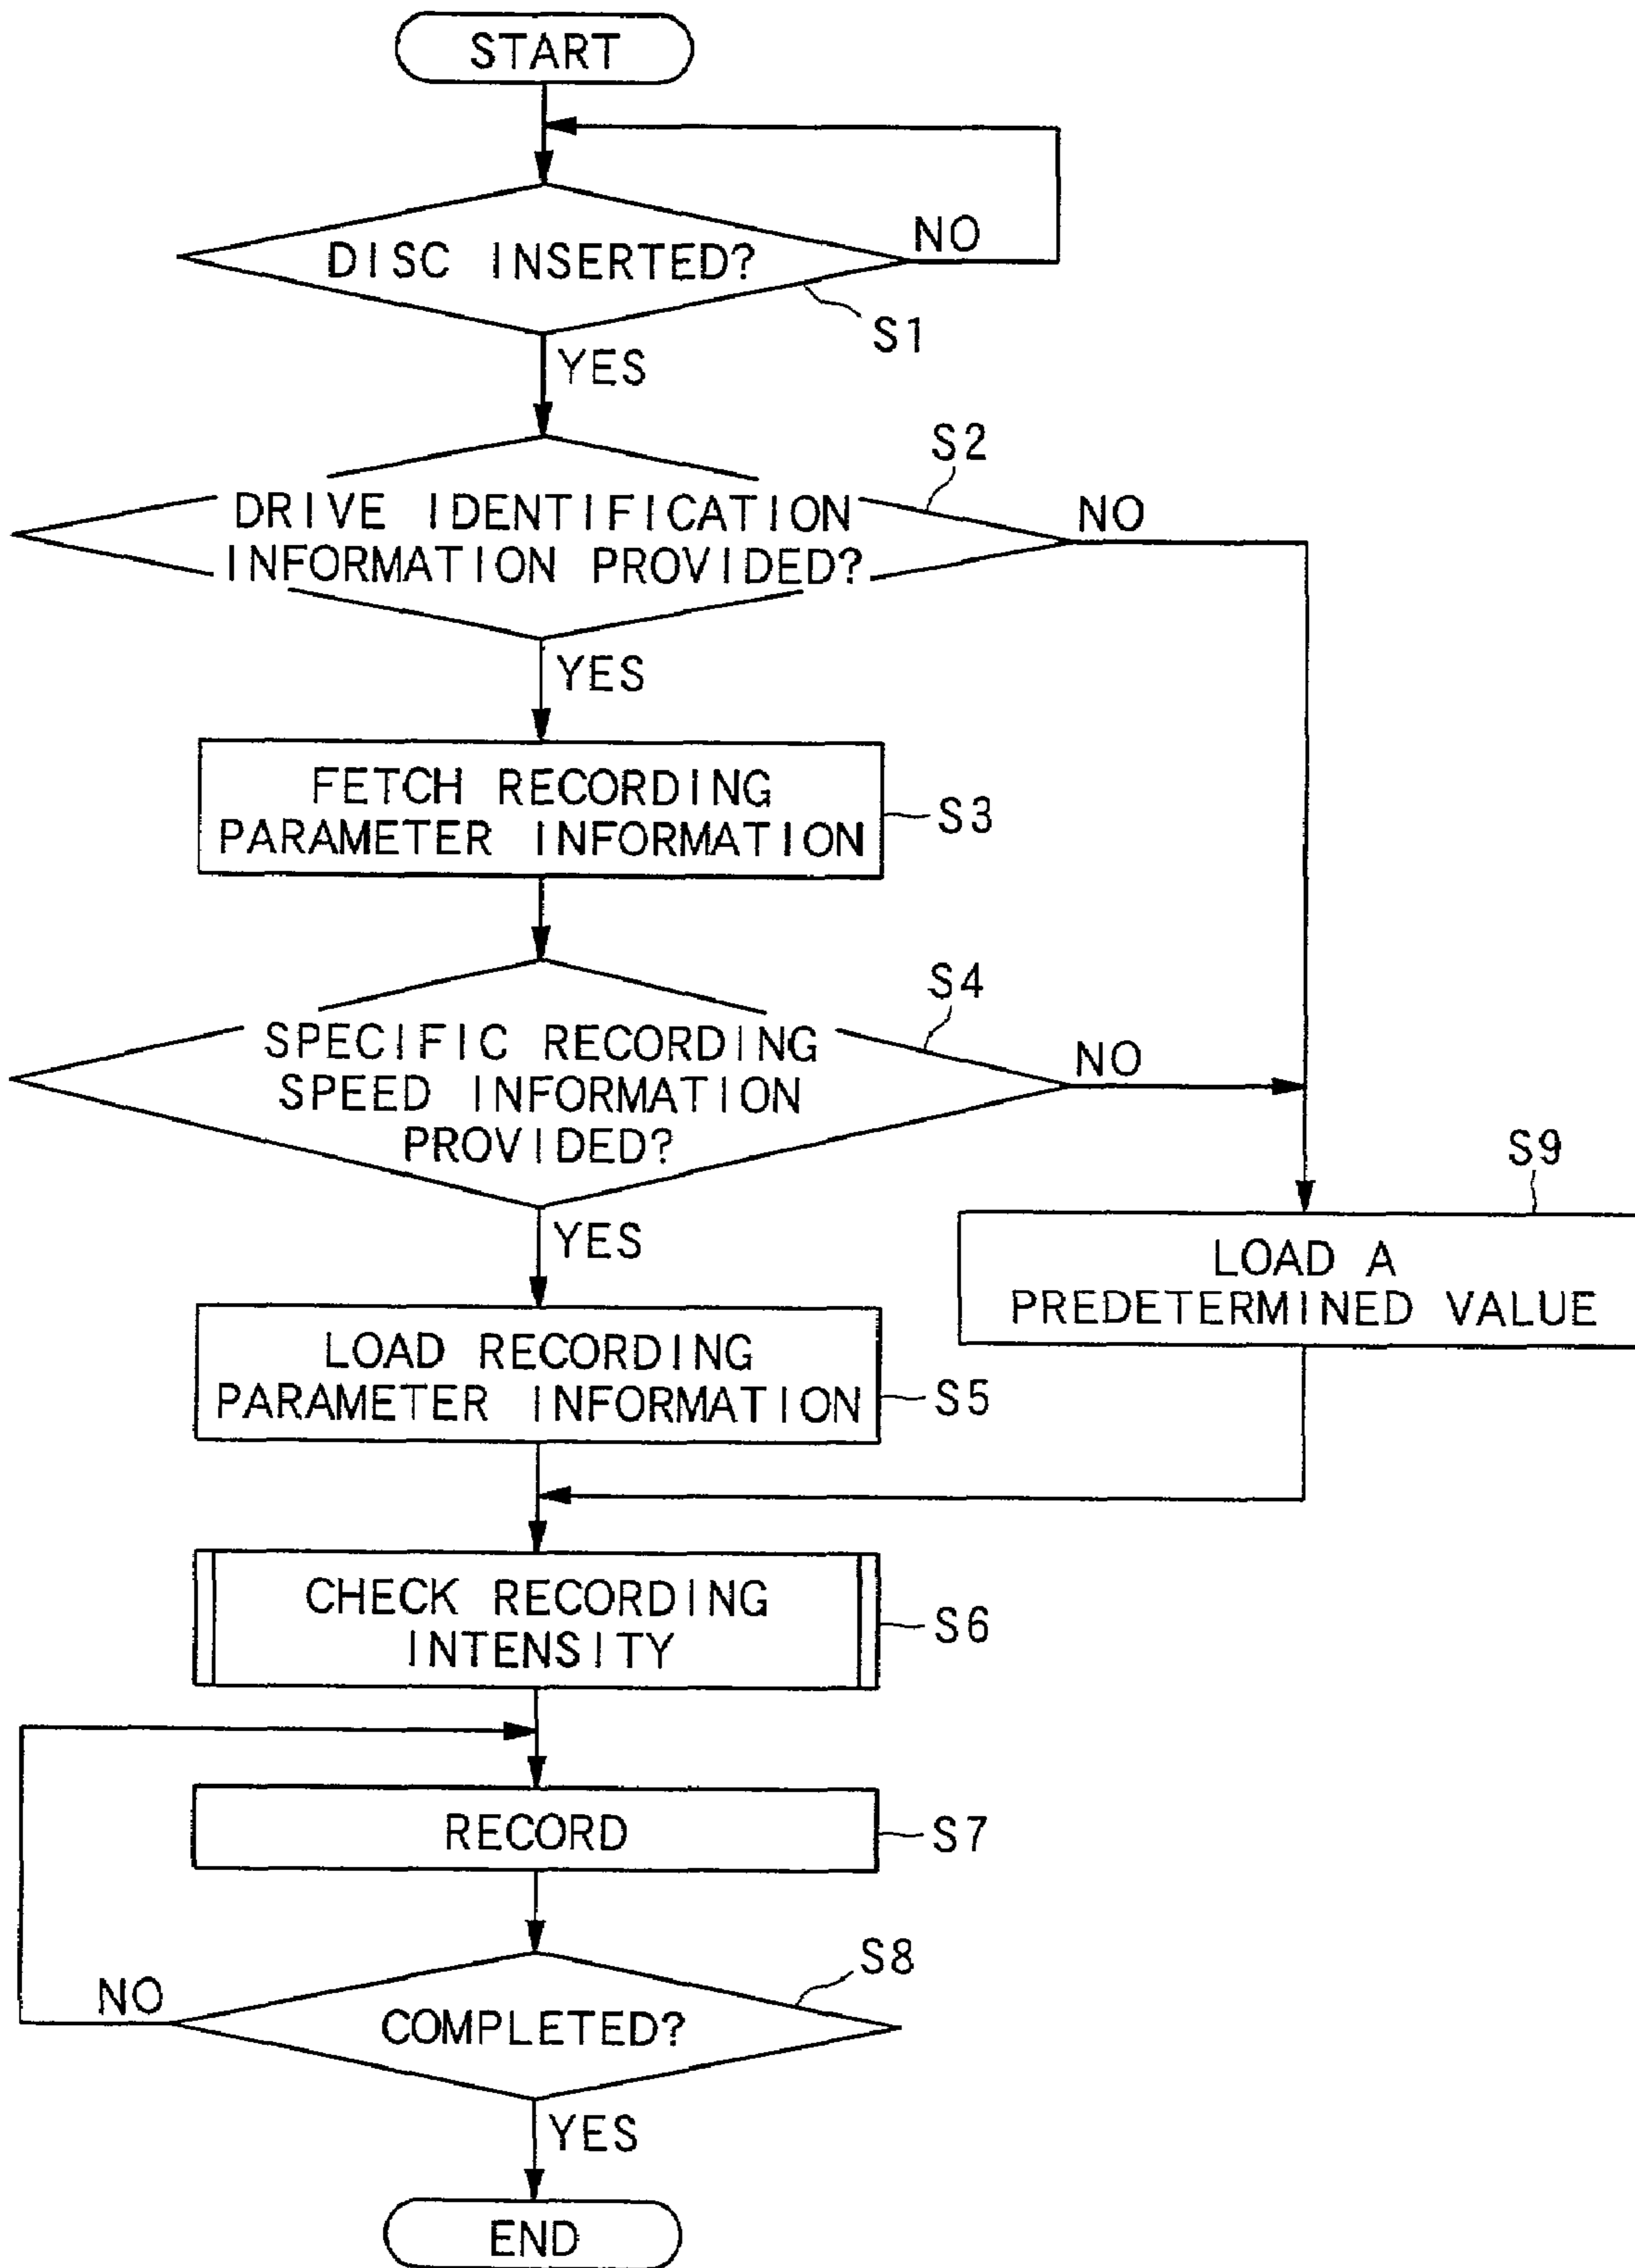 START
DISC INSERTED?
NO
S1
YES
S2
DRIVE IDENTIFICATION
INFORMATION PROVIDED?
NO
YES
FETCH RECORDING
PARAMETER INFORMATION
S3
S4
SPECIFIC RECORDING
SPEED INFORMATION
PROVIDED?
NO
YES
S9
LOAD A
PREDETERMINED VALUE
LOAD RECORDING
PARAMETER INFORMATION
S5
CHECK RECORDING
INTENSITY
S6
RECORD
S7
S8
COMPLETED?
NO
YES
END